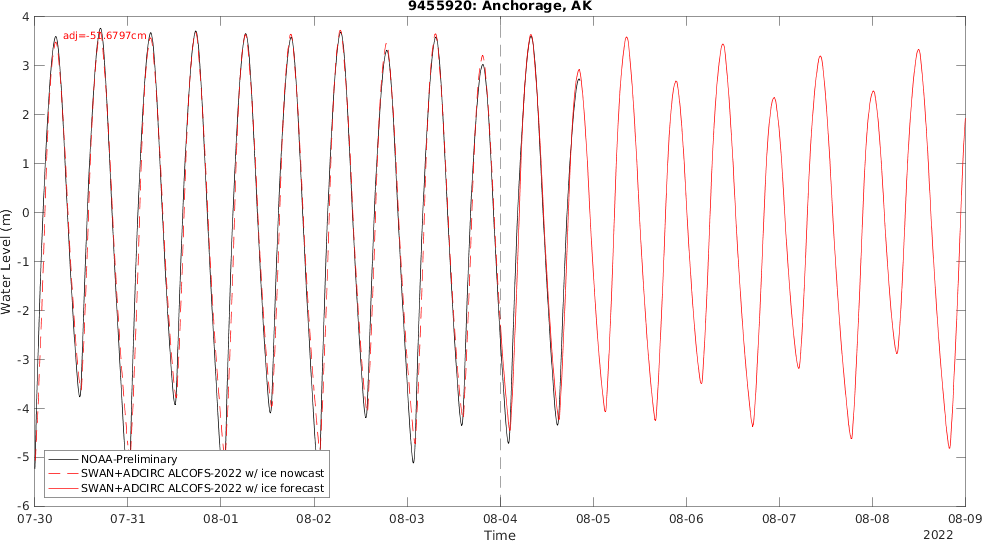 9455920: Anchorage, AK
4
adj=-51.6797cm
3
2
1
0
-1
-2
-3
-4
-5
-6
Water Level (m)
NOAA-Preliminary
SWAN+ADCIRC ALCOFS-2022 w/ ice nowcast
SWAN+ADCIRC ALCOFS-2022 w/ ice forecast
07-30 07-31 08-01 08-02 08-03 08-04 08-05 08-06 08-07 08-08 08-09
Time
2022